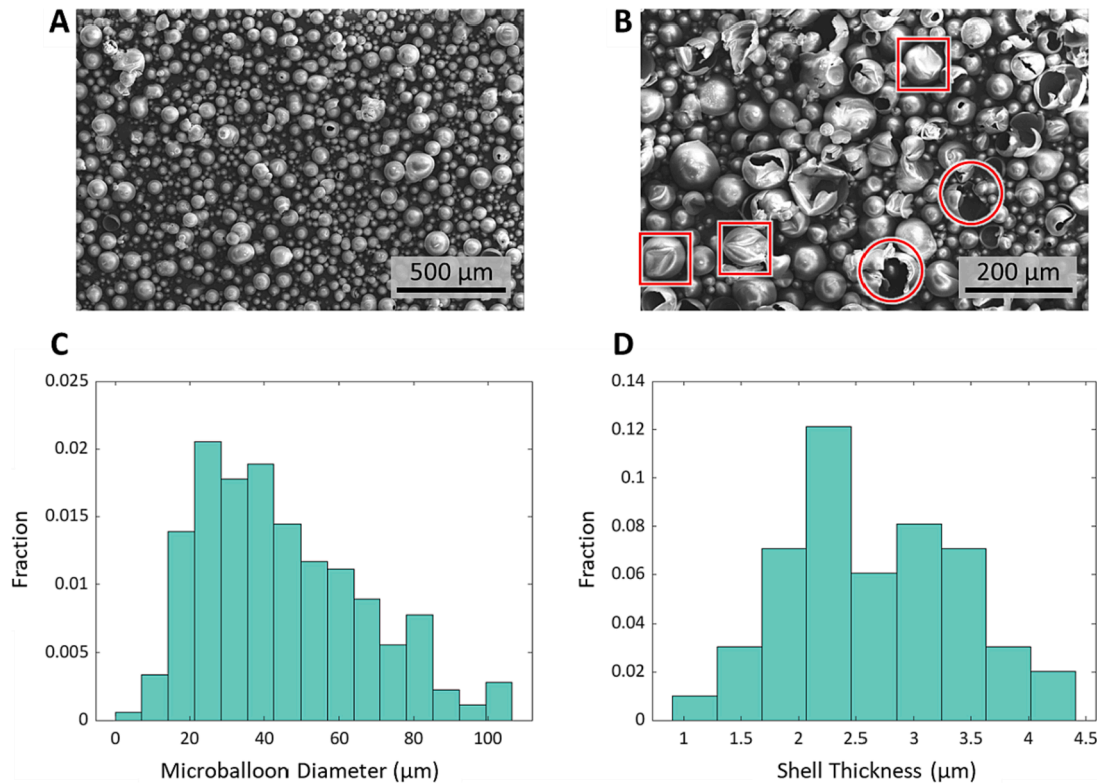 A
B
500 μm
200 μm
C
D
0.025
0.02
0.015
0.01
0.005
0
Fraction
0 20 40 60 80 100
Microballoon Diameter (μm)
0.14
0.12
0.1
0.08
0.06
0.04
0.02
0
Fraction
1 1.5 2 2.5 3 3.5 4 4.5
Shell Thickness (μm)